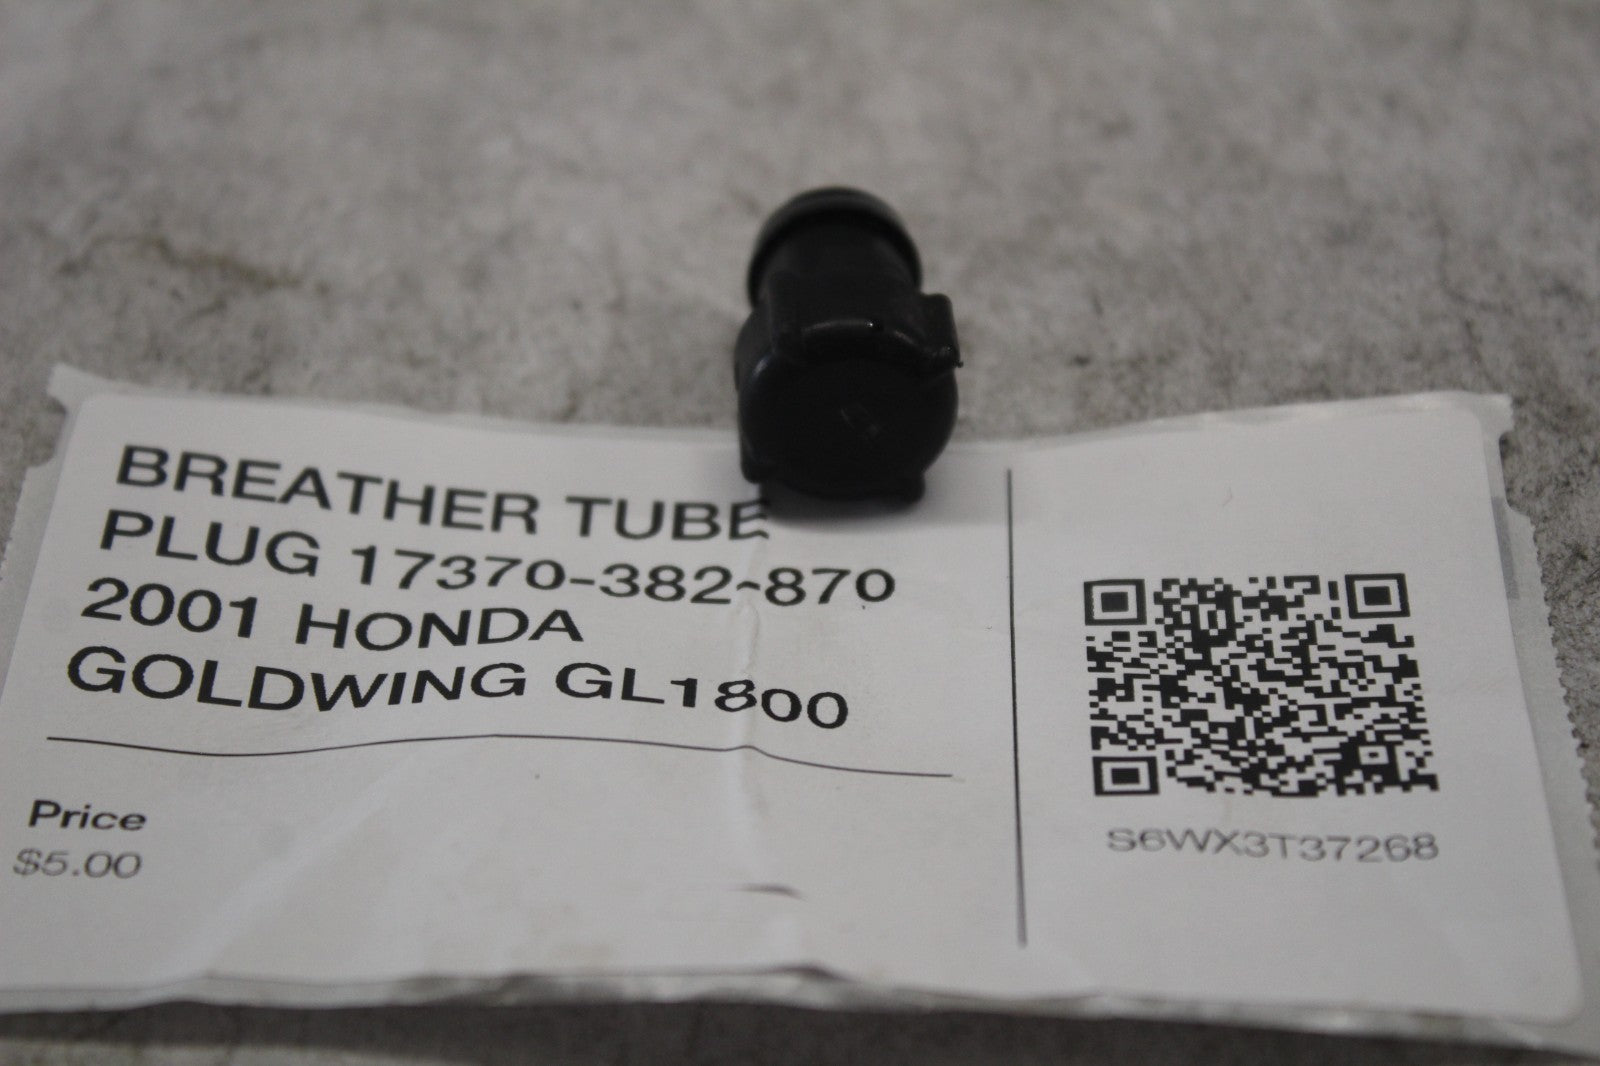 BREATHER TUBE
PLUG 17370-382-870
2001 HONDA
GOLDWING GL1800
Price
$5.00
S6WX3T37268